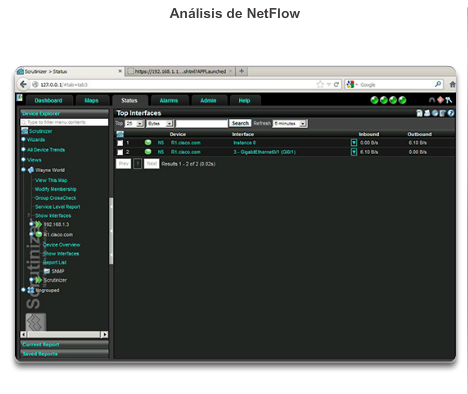 Análisis de NetFlow
Scrutinizer > Status
https://192.168.1.1:...ohtml?APPLaunched
127.0.0.1/#tab=tab3
Google
Dashboard
Maps
Status
Alarms
Admin
Help
Device Explorer
Type to filter menu contents
Scrutinizer
Wizards
All Device Trends
Views
Wayne World
View This Map
Modify Membership
Group CrossCheck
Service Level Report
Show Interfaces
192.168.1.3
R1.cisco.com
Device Overview
Show Interfaces
Report List
SNMP
Scrutinizer
Ungrouped
Scrutinizer
Current Report
Saved Reports
Top Interfaces
Top 25 Bytes Search Refresh 5 minutes
Device Interface Inbound Outbound
1 N5 R1.cisco.com Instance 0 0.00 B/s 6.10 B/s
2 N5 R1.cisco.com 3 - GigabitEthernet0/1 (Gi0/1) 6.10 B/s 0.00 B/s
Prev 1 Next Results 1 - 2 of 2 (0.02s)